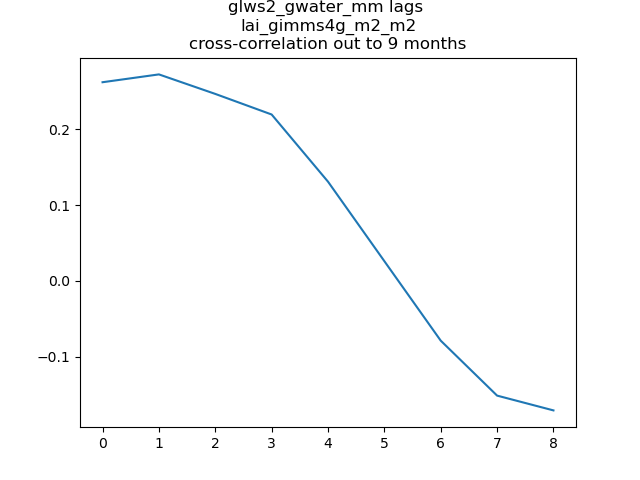 glws2_gwater_mm lags
lai_gimms4g_m2_m2
cross-correlation out to 9 months
0.2
0.1
0.0
−0.1
0 1 2 3 4 5 6 7 8